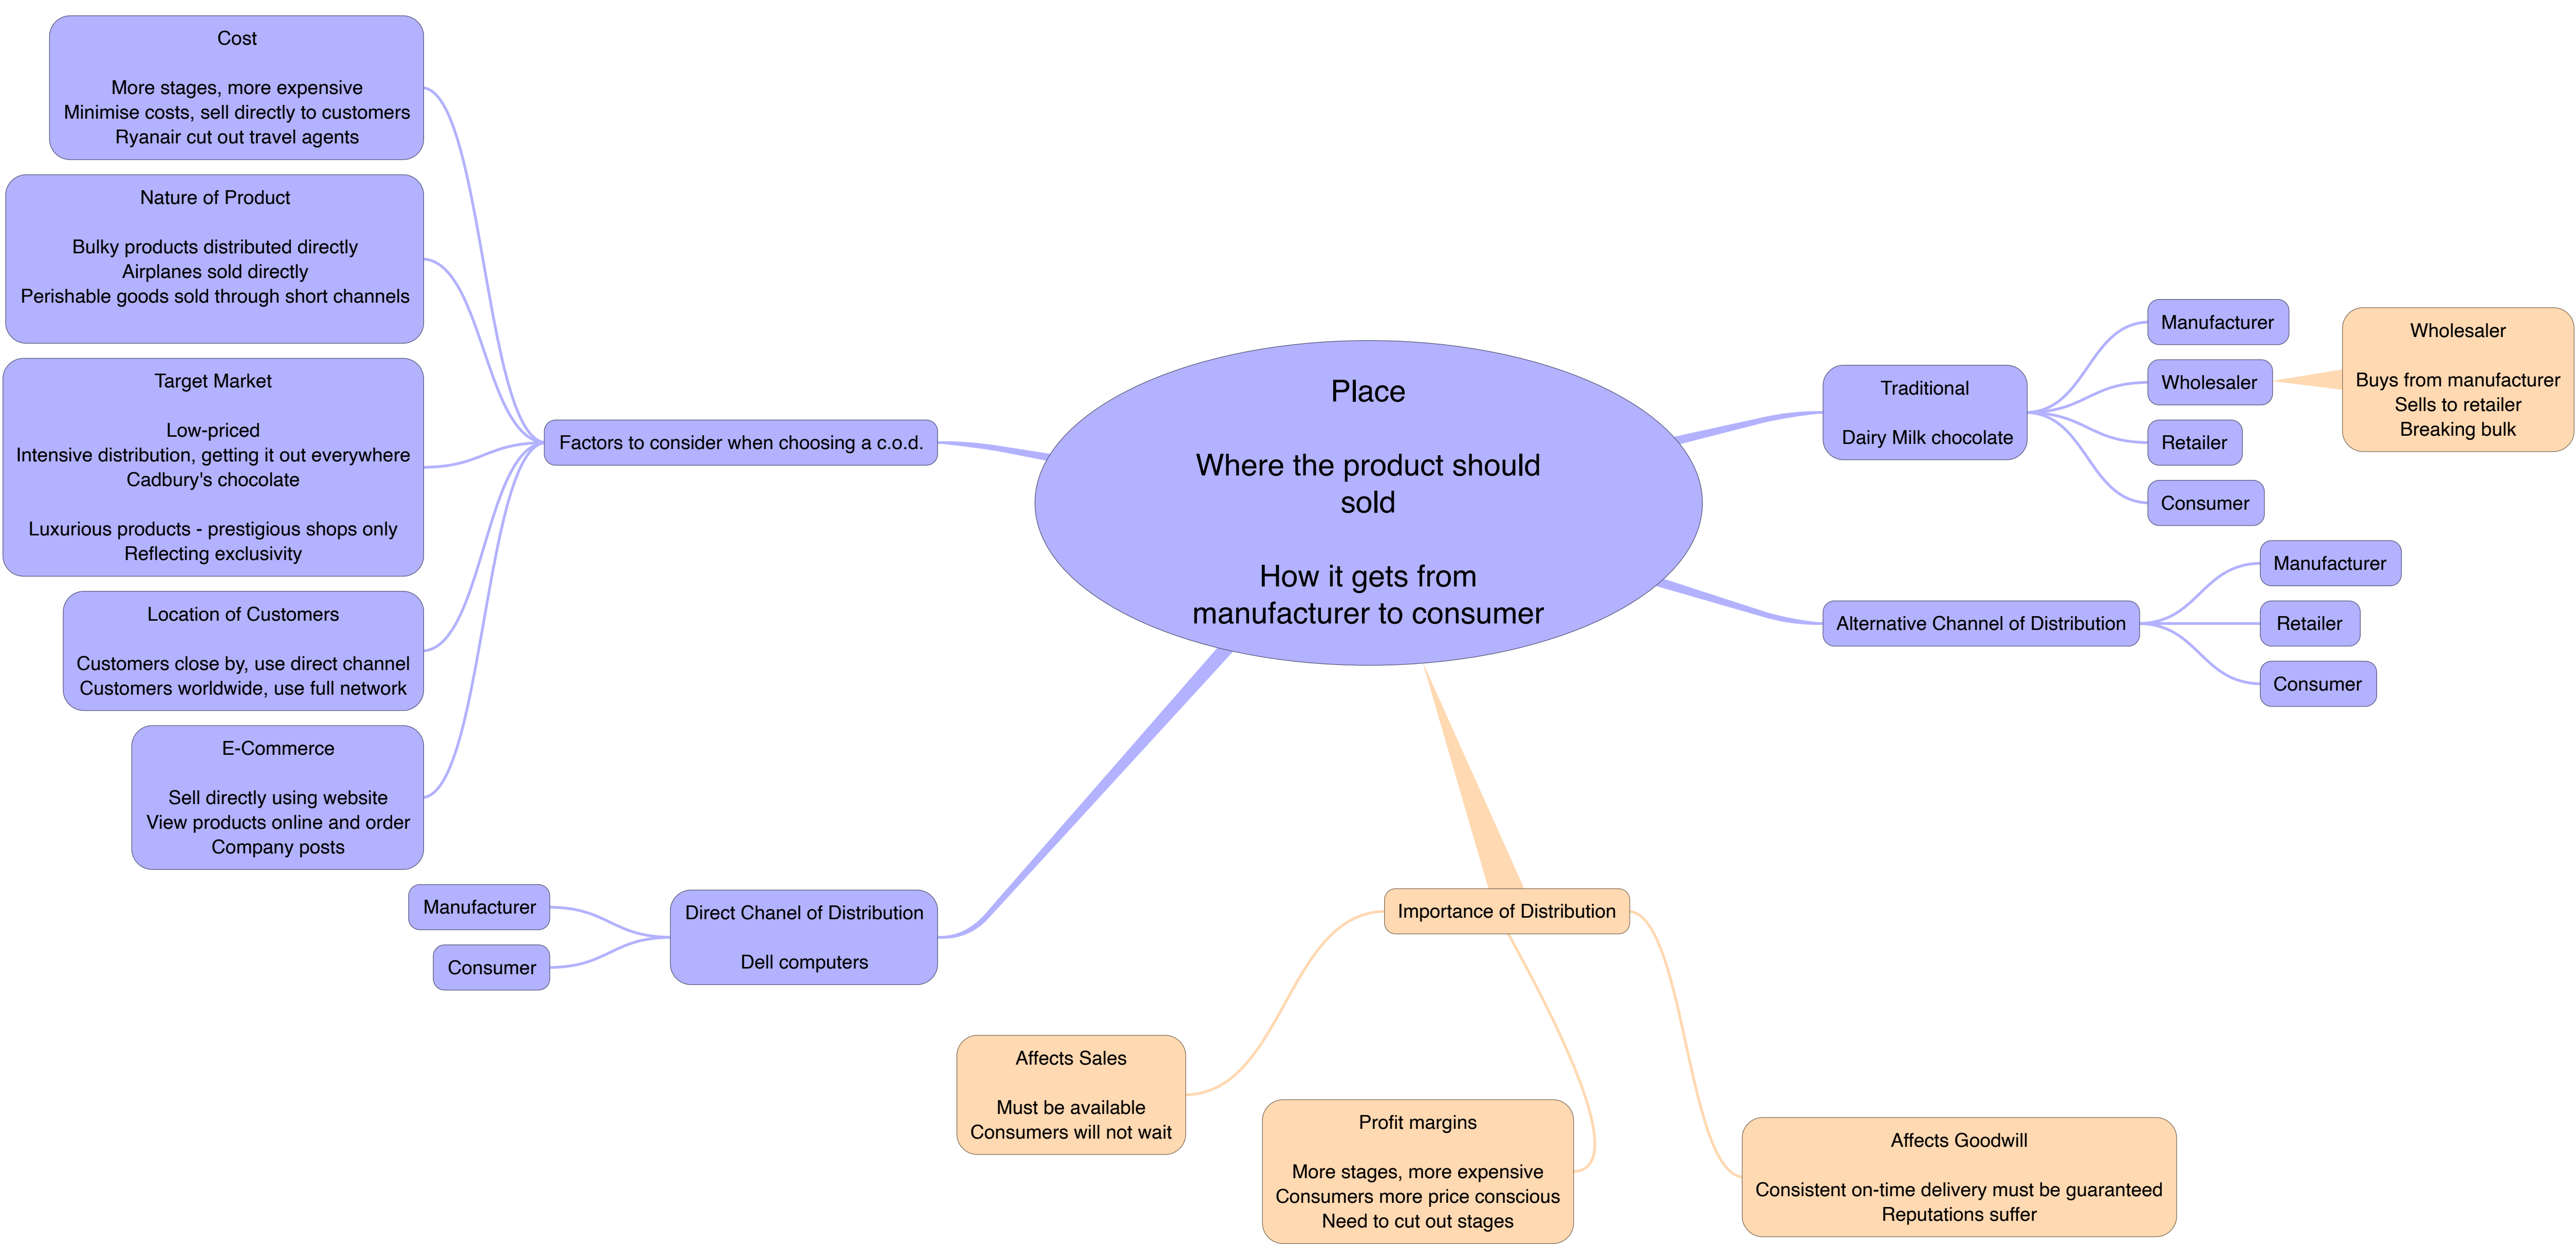 Cost
More stages, more expensive
Minimise costs, sell directly to customers
Ryanair cut out travel agents
Nature of Product
Bulky products distributed directly
Airplanes sold directly
Perishable goods sold through short channels
Target Market
Low-priced
Intensive distribution, getting it out everywhere
Cadbury's chocolate
Luxurious products - prestigious shops only
Reflecting exclusivity
Location of Customers
Customers close by, use direct channel
Customers worldwide, use full network
E-Commerce
Sell directly using website
View products online and order
Company posts
Factors to consider when choosing a c.o.d.
Manufacturer
Consumer
Direct Chanel of Distribution
Dell computers
Place
Where the product should
sold
How it gets from
manufacturer to consumer
Traditional
Dairy Milk chocolate
Manufacturer
Wholesaler
Retailer
Consumer
Wholesaler
Buys from manufacturer
Sells to retailer
Breaking bulk
Alternative Channel of Distribution
Manufacturer
Retailer
Consumer
Importance of Distribution
Affects Sales
Must be available
Consumers will not wait
Profit margins
More stages, more expensive
Consumers more price conscious
Need to cut out stages
Affects Goodwill
Consistent on-time delivery must be guaranteed
Reputations suffer